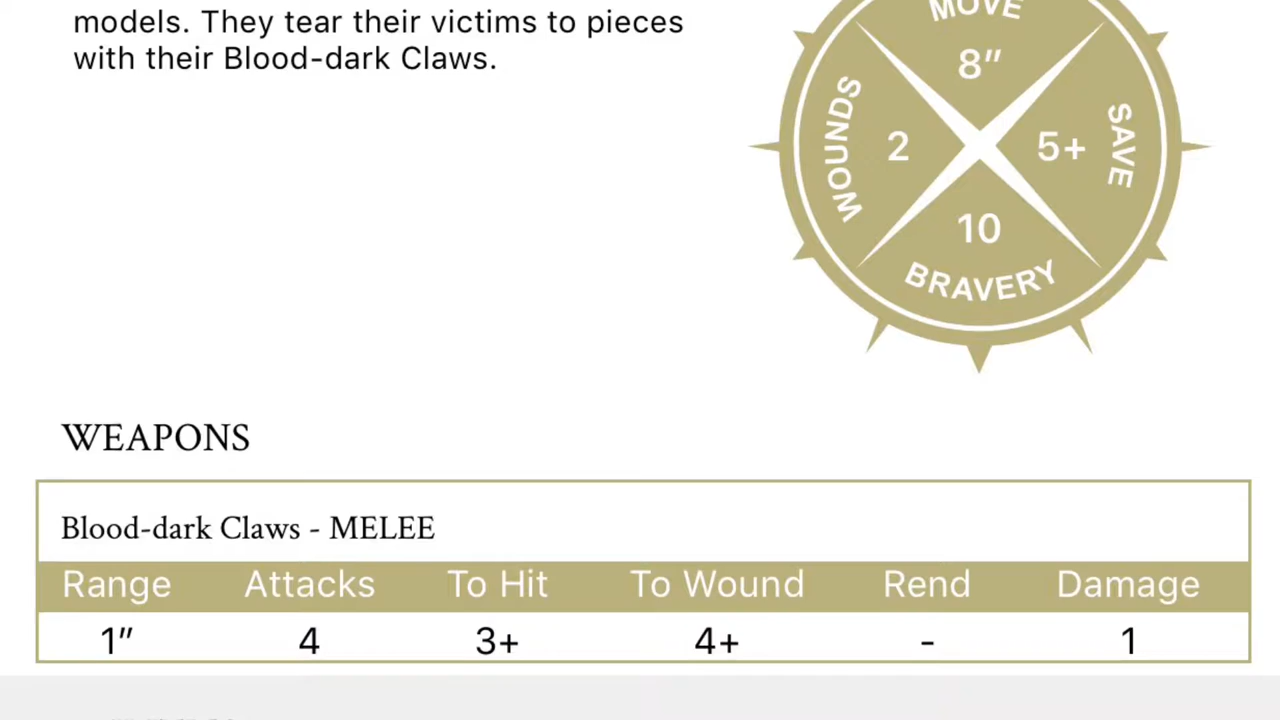 models. They tear their victims to pieces
with their Blood-dark Claws.
MOVE
8"
WOUNDS
2
5+
SAVE
10
BRAVERY
WEAPONS
Blood-dark Claws - MELEE
Range Attacks To Hit To Wound Rend Damage
1" 4 3+ 4+ - 1